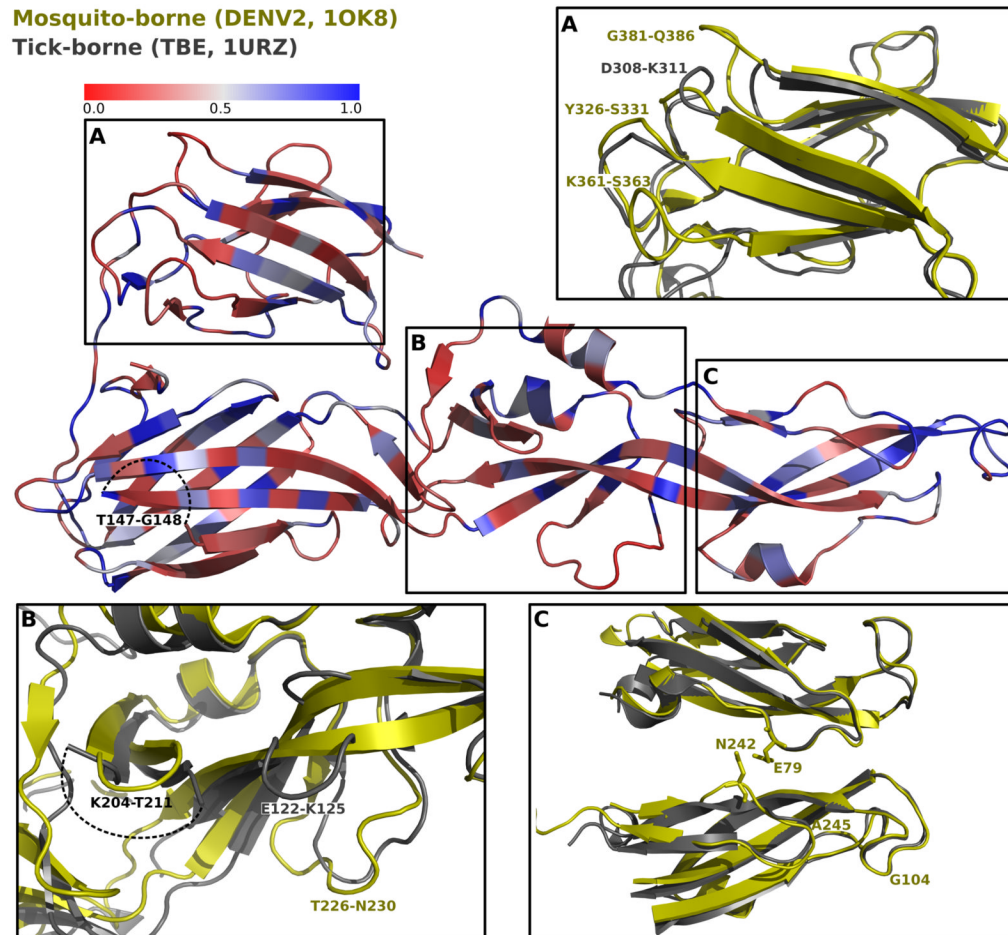 Mosquito-borne (DENV2, 1OK8)
Tick-borne (TBE, 1URZ)
0.0 0.5 1.0
A
T147-G148
B
C
A
G381-Q386
D308-K311
Y326-S331
K361-S363
B
K204-T211
E122-K125
T226-N230
C
N242
E79
A245
G104